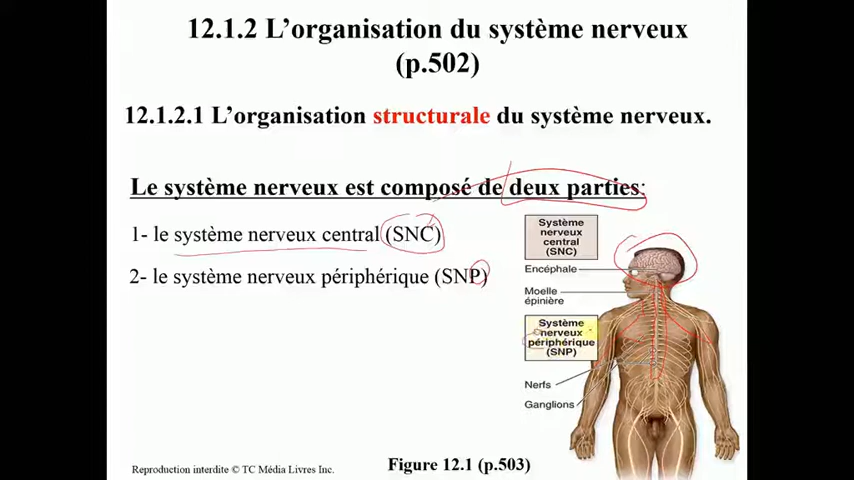 12.1.2 L’organisation du système nerveux
(p.502)
12.1.2.1 L’organisation structurale du système nerveux.
Le système nerveux est composé de deux parties:
1- le système nerveux central (SNC)
2- le système nerveux périphérique (SNP)
Système
nerveux
central
(SNC)
Encéphale
Moelle
épinière
Système
nerveux
périphérique
(SNP)
Nerfs
Ganglions
Reproduction interdite © TC Média Livres Inc.
Figure 12.1 (p.503)